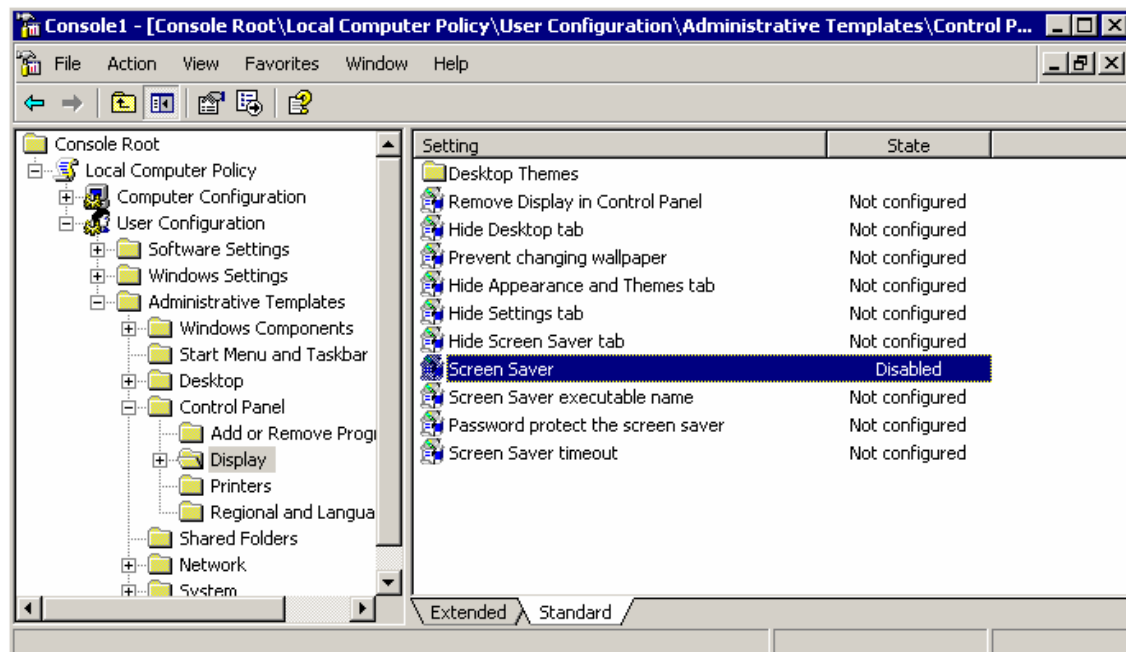 Console1 - [Console Root\Local Computer Policy\User Configuration\Administrative Templates\Control P...
File Action View Favorites Window Help
Console Root
Local Computer Policy
Computer Configuration
User Configuration
Software Settings
Windows Settings
Administrative Templates
Windows Components
Start Menu and Taskbar
Desktop
Control Panel
Add or Remove Progr
Display
Printers
Regional and Langua
Shared Folders
Network
System
Setting State
Desktop Themes
Remove Display in Control Panel Not configured
Hide Desktop tab Not configured
Prevent changing wallpaper Not configured
Hide Appearance and Themes tab Not configured
Hide Settings tab Not configured
Hide Screen Saver tab Not configured
Screen Saver Disabled
Screen Saver executable name Not configured
Password protect the screen saver Not configured
Screen Saver timeout Not configured
Extended Standard